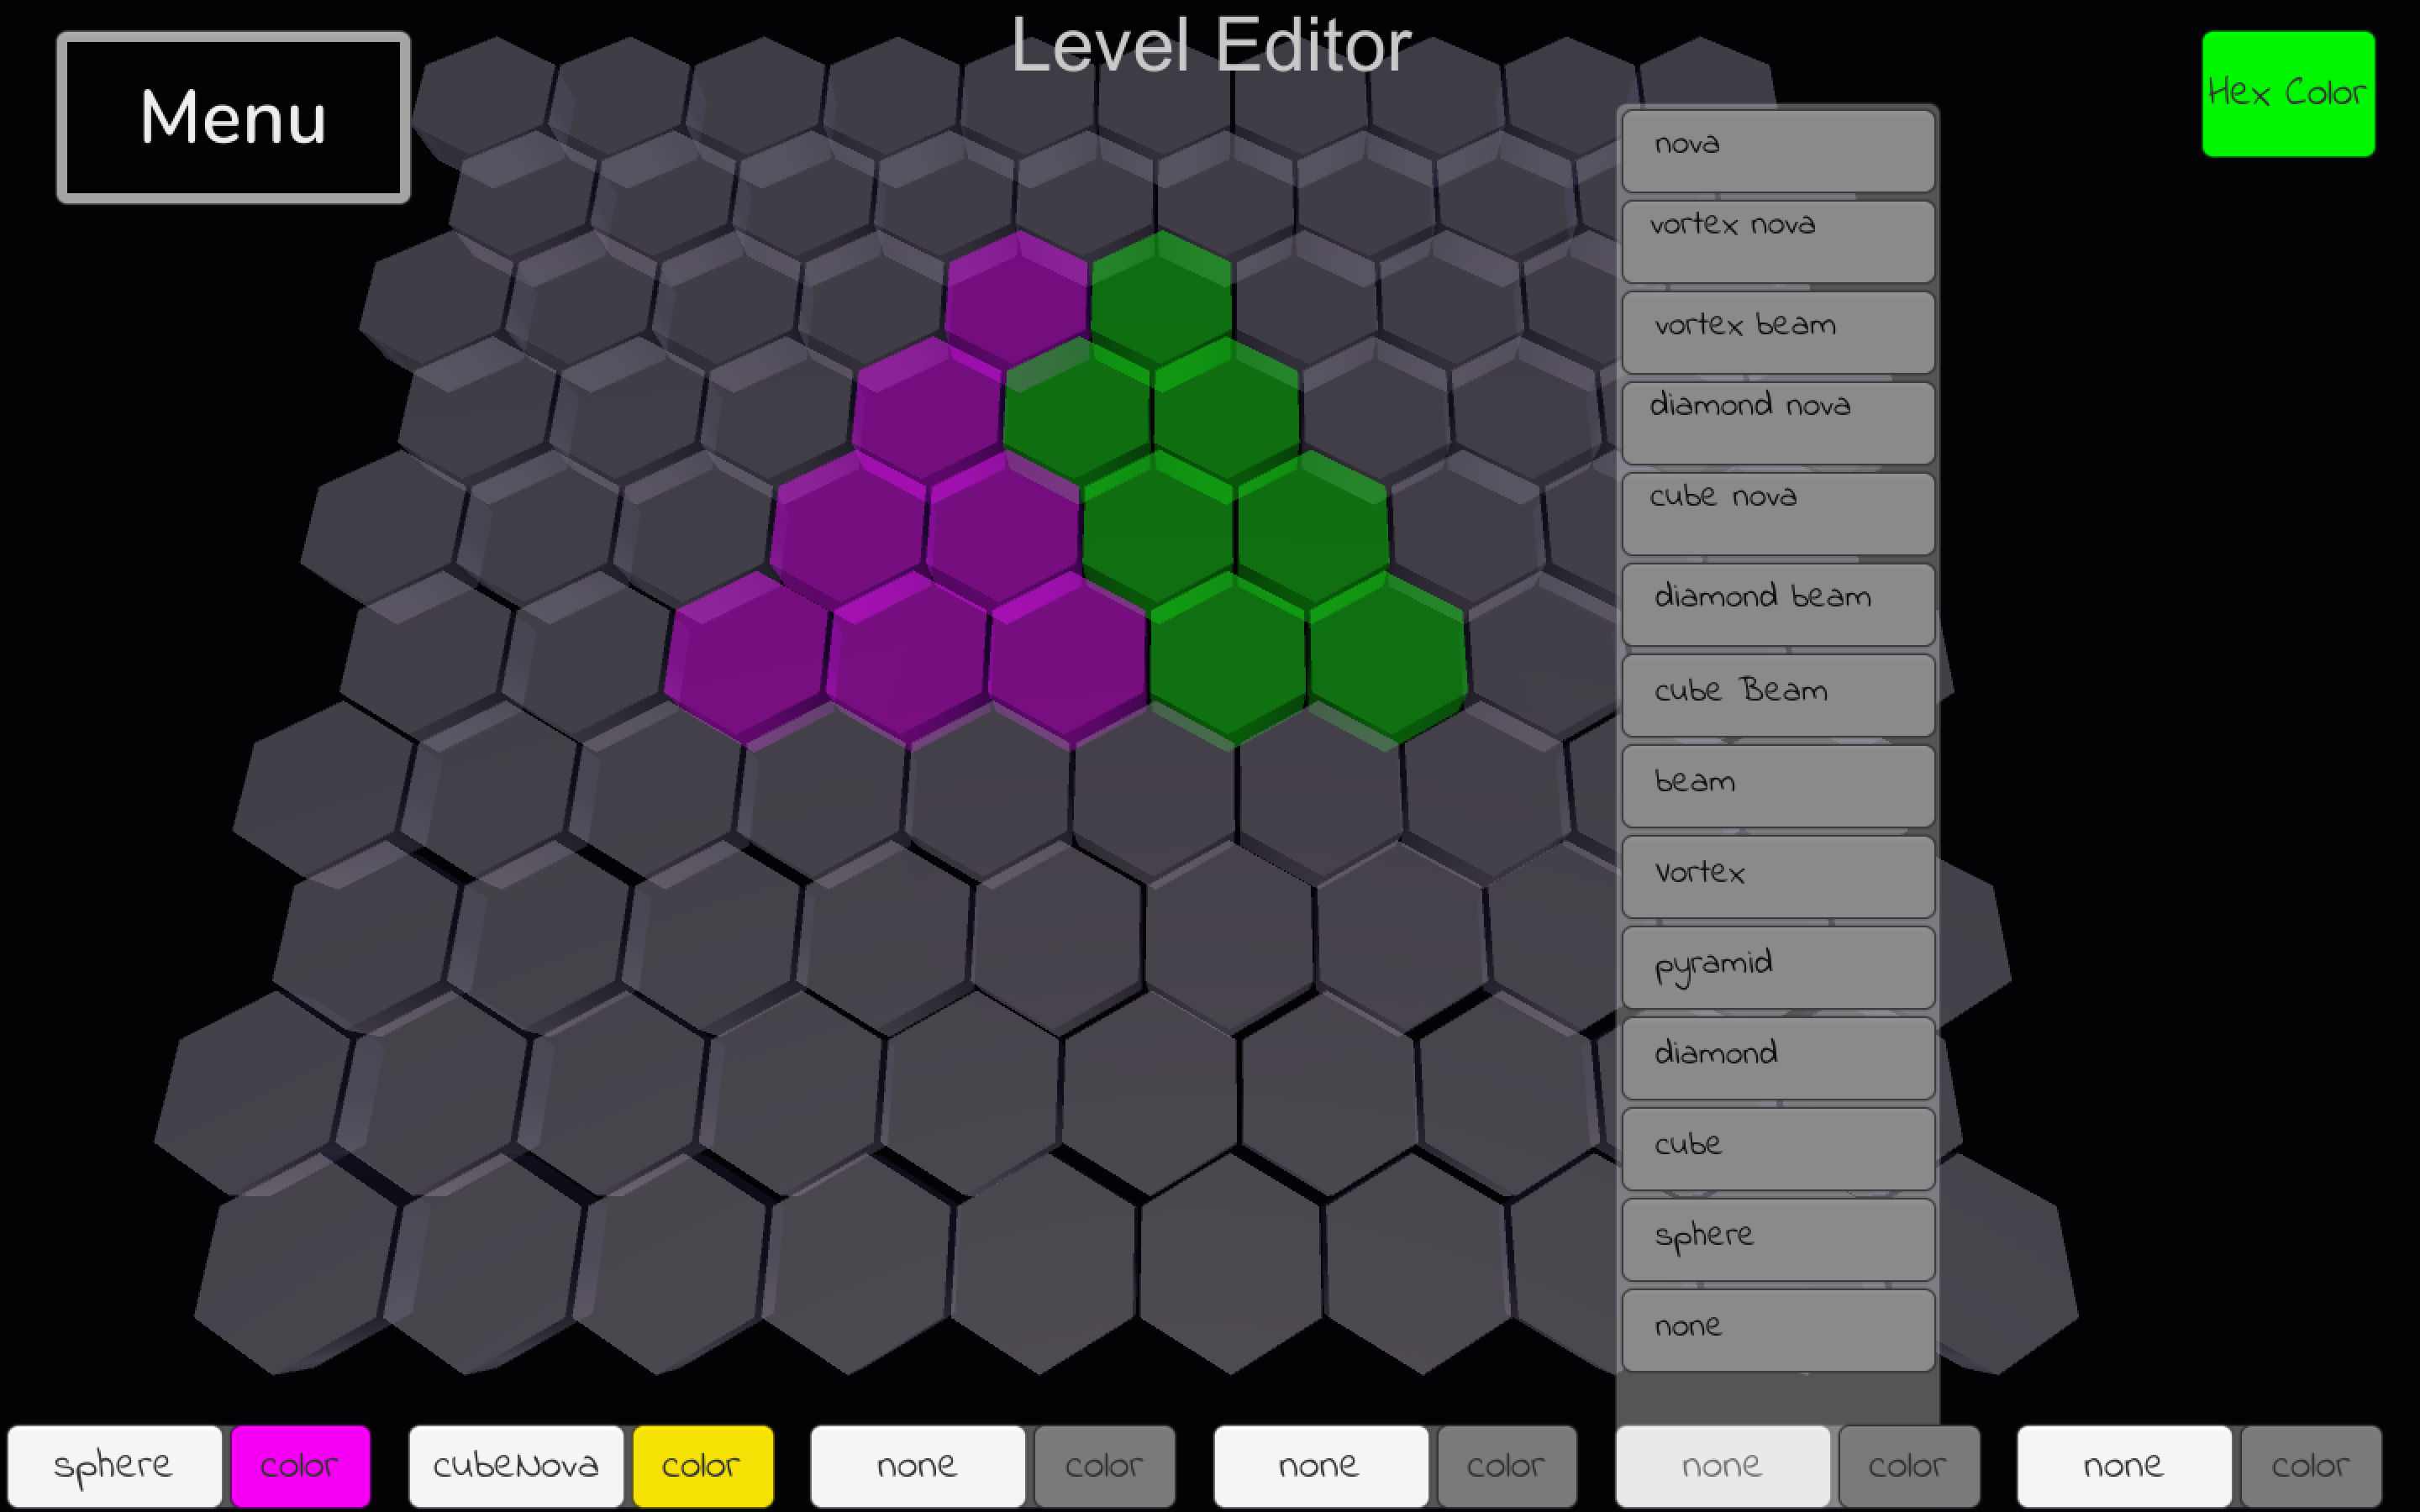 Level Editor
Menu
Hex Color
nova
vortex nova
vortex beam
diamond nova
cube nova
diamond beam
cube Beam
beam
Vortex
pyramid
diamond
cube
sphere
none
sphere color cubeNova color none color none color none color none color